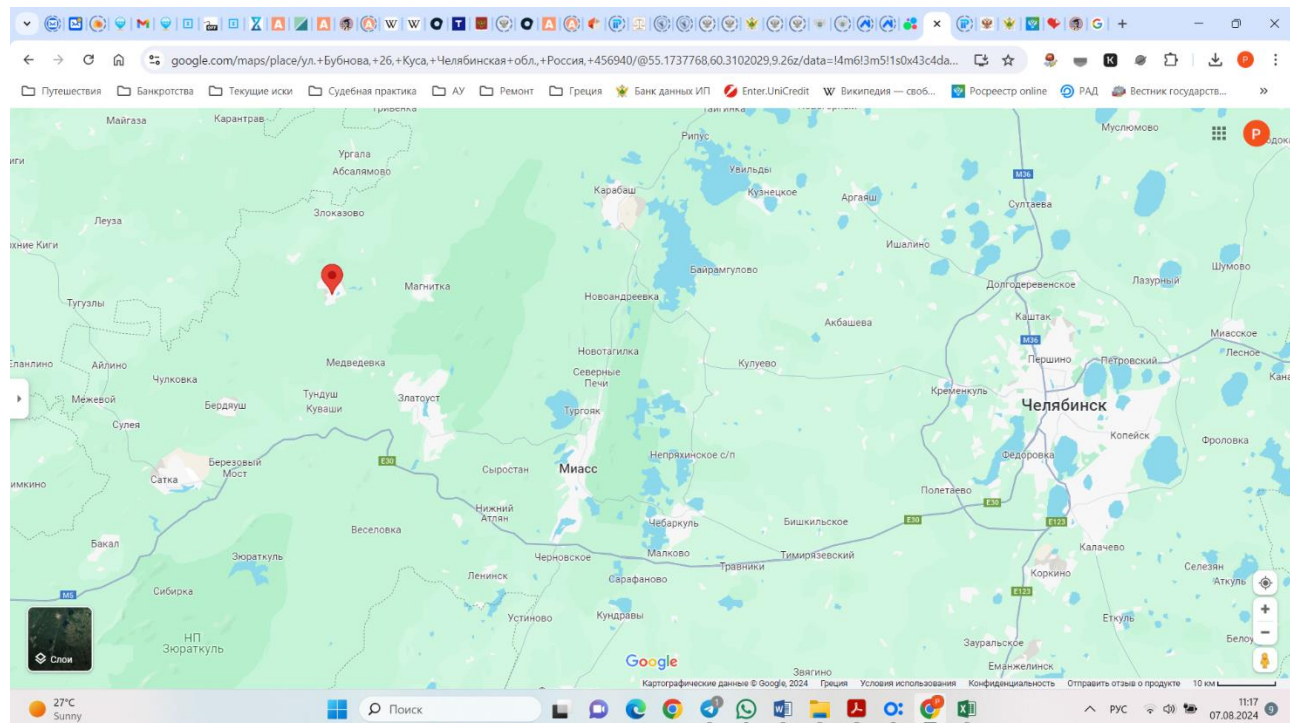 google.com/maps/place/ул.+Бубнова,+26,+Куса,+Челябинская+обл.,+Россия,+456940/@55.1737768,60.3102029,9.26z/data=!4m6!3m5!1s0x43c4da...
Путешествия Банкротства Текущие иски Судебная практика АУ Ремонт Греция Банк данных ИП Enter.UniCredit Википедия — своб... Росреестр online РАД Вестник государств...
Майгаза Карантрав Муслюмово
Рипус
Ургала
Абсалямово Увильды M36
Карабаш Кузнецкое Аргаяш Султаева
Леуза Злоказово
Ишалино
Байрамгулово Шумово
Магнитка Долгодеревенское Лазурный
Тугузлы Новоандреевка
Каштак
Акбашева Миасское
M36
Новотагилка Першино Петровский Лесное
Айлино Медведевка Кулуево
Чулковка Северные
Печи
Межевой Тундуш Златоуст Кременкуль
Бердяуш Куваши Тургояк Челябинск
Сулея
Копейск Фроловка
Непряхинское с/п Федоровка
Березовый
Мост E30 Сыростан Миасс
Сатка
Полетаево
E30
Нижний
Атлян
Веселовка Чебаркуль Бишкильское E30 E123
Бакал
Зюраткуль Черновское Малково Тимирязевский Калачево
Травники Селезян
Ленинск Сарафаново Коркино Аткуль
M5 Сибирка E123
Устиново Кундравы Еткуль
НП
Зюраткуль Зауральское
Слои Google Еманжелинск
Звягино
Картографические данные © Google, 2024 Греция Условия использования Конфиденциальность Отправить отзыв о продукте 10 км
27°C
Sunny
Поиск
РУС
11:17
07.08.2024